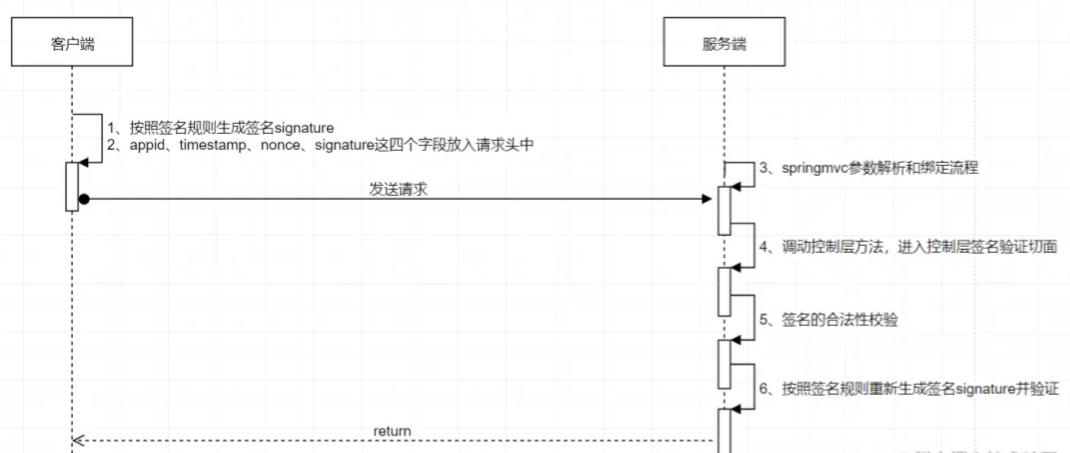 客户端
服务端
1、按照签名规则生成签名signature
2、appid、timestamp、nonce、signature这四个字段放入请求头中
3、springmvc参数解析和绑定流程
发送请求
4、调动控制层方法，进入控制层签名验证切面
5、签名的合法性校验
6、按照签名规则重新生成签名signature并验证
return